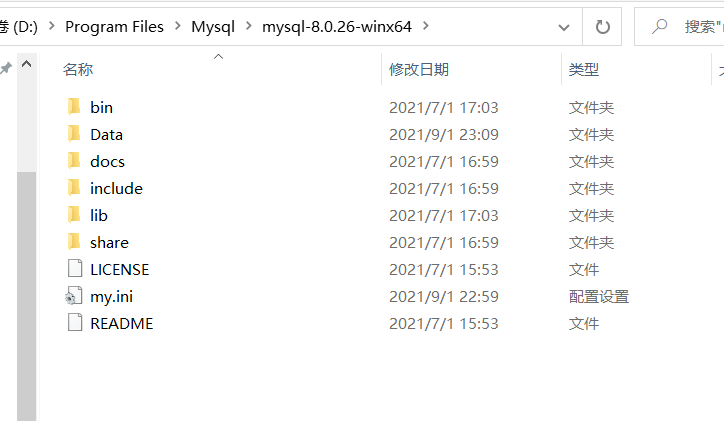 卷 (D:) > Program Files > Mysql > mysql-8.0.26-winx64 >
搜索"
名称 修改日期 类型
bin 2021/7/1 17:03 文件夹
Data 2021/9/1 23:09 文件夹
docs 2021/7/1 16:59 文件夹
include 2021/7/1 16:59 文件夹
lib 2021/7/1 17:03 文件夹
share 2021/7/1 16:59 文件夹
LICENSE 2021/7/1 15:53 文件
my.ini 2021/9/1 22:59 配置设置
README 2021/7/1 15:53 文件